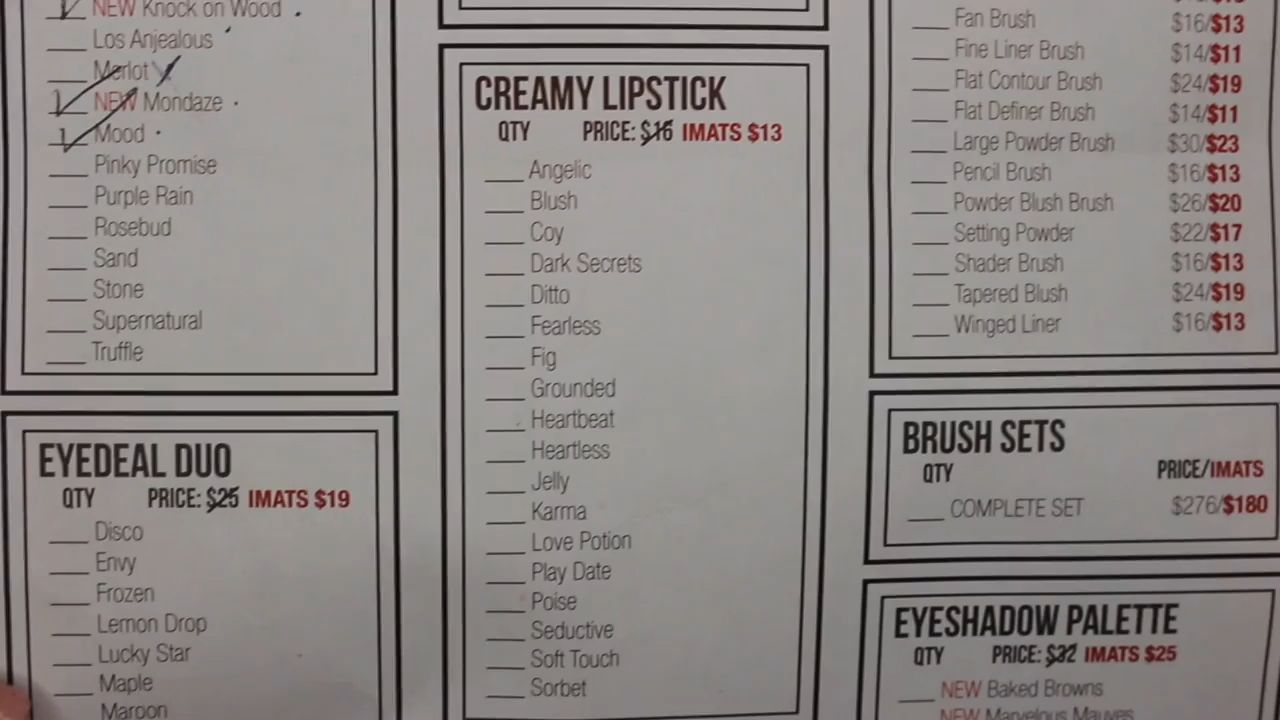 NEW Knock on Wood
Los Anjealous
Merlot
NEW Mondaze
Mood
Pinky Promise
Purple Rain
Rosebud
Sand
Stone
Supernatural
Truffle
EYEDEAL DUO
QTY PRICE: $25 IMATS $19
Disco
Envy
Frozen
Lemon Drop
Lucky Star
Maple
Maroon
CREAMY LIPSTICK
QTY PRICE: $16 IMATS $13
Angelic
Blush
Coy
Dark Secrets
Ditto
Fearless
Fig
Grounded
Heartbeat
Heartless
Jelly
Karma
Love Potion
Play Date
Poise
Seductive
Soft Touch
Sorbet
Fan Brush $16/$13
Fine Liner Brush $14/$11
Flat Contour Brush $24/$19
Flat Definer Brush $14/$11
Large Powder Brush $30/$23
Pencil Brush $16/$13
Powder Blush Brush $26/$20
Setting Powder $22/$17
Shader Brush $16/$13
Tapered Blush $24/$19
Winged Liner $16/$13
BRUSH SETS
QTY PRICE/IMATS
COMPLETE SET $276/$180
EYESHADOW PALETTE
QTY PRICE: $32 IMATS $25
NEW Baked Browns
NEW Marvelous Mauves